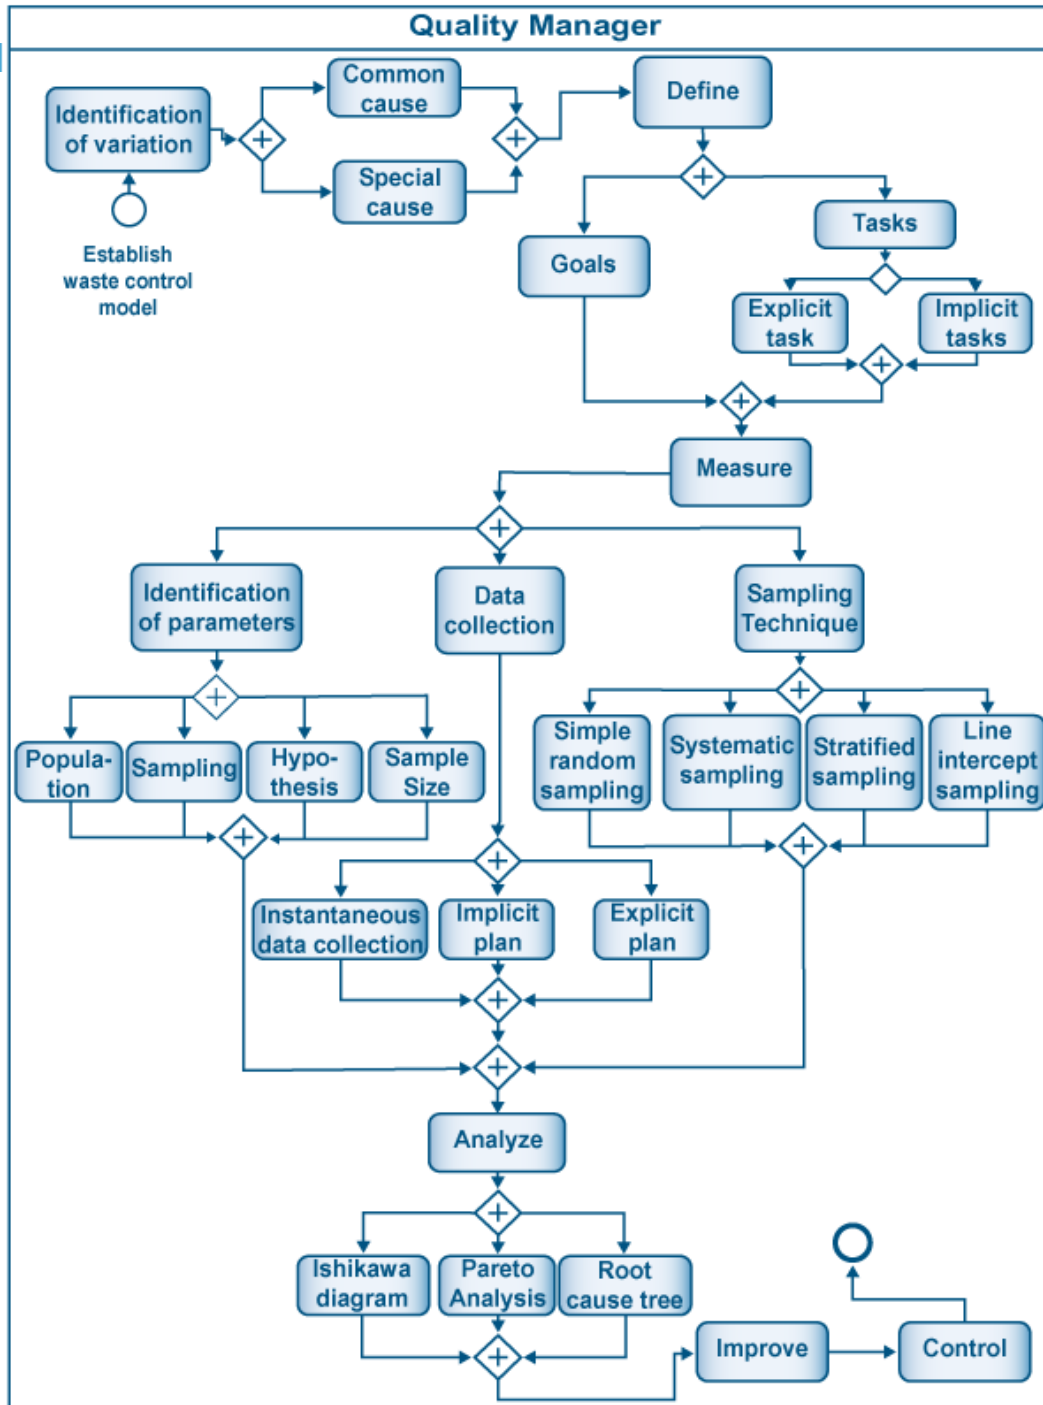 Quality Manager
Identification
of variation
Common
cause
Special
cause
Define
Establish
waste control
model
Goals
Tasks
Explicit
task
Implicit
tasks
Measure
Identification
of parameters
Data
collection
Sampling
Technique
Popula-
tion
Sampling
Hypo-
thesis
Sample
Size
Simple
random
sampling
Systematic
sampling
Stratified
sampling
Line
intercept
sampling
Instantaneous
data collection
Implicit
plan
Explicit
plan
Analyze
Ishikawa
diagram
Pareto
Analysis
Root
cause tree
Improve
Control